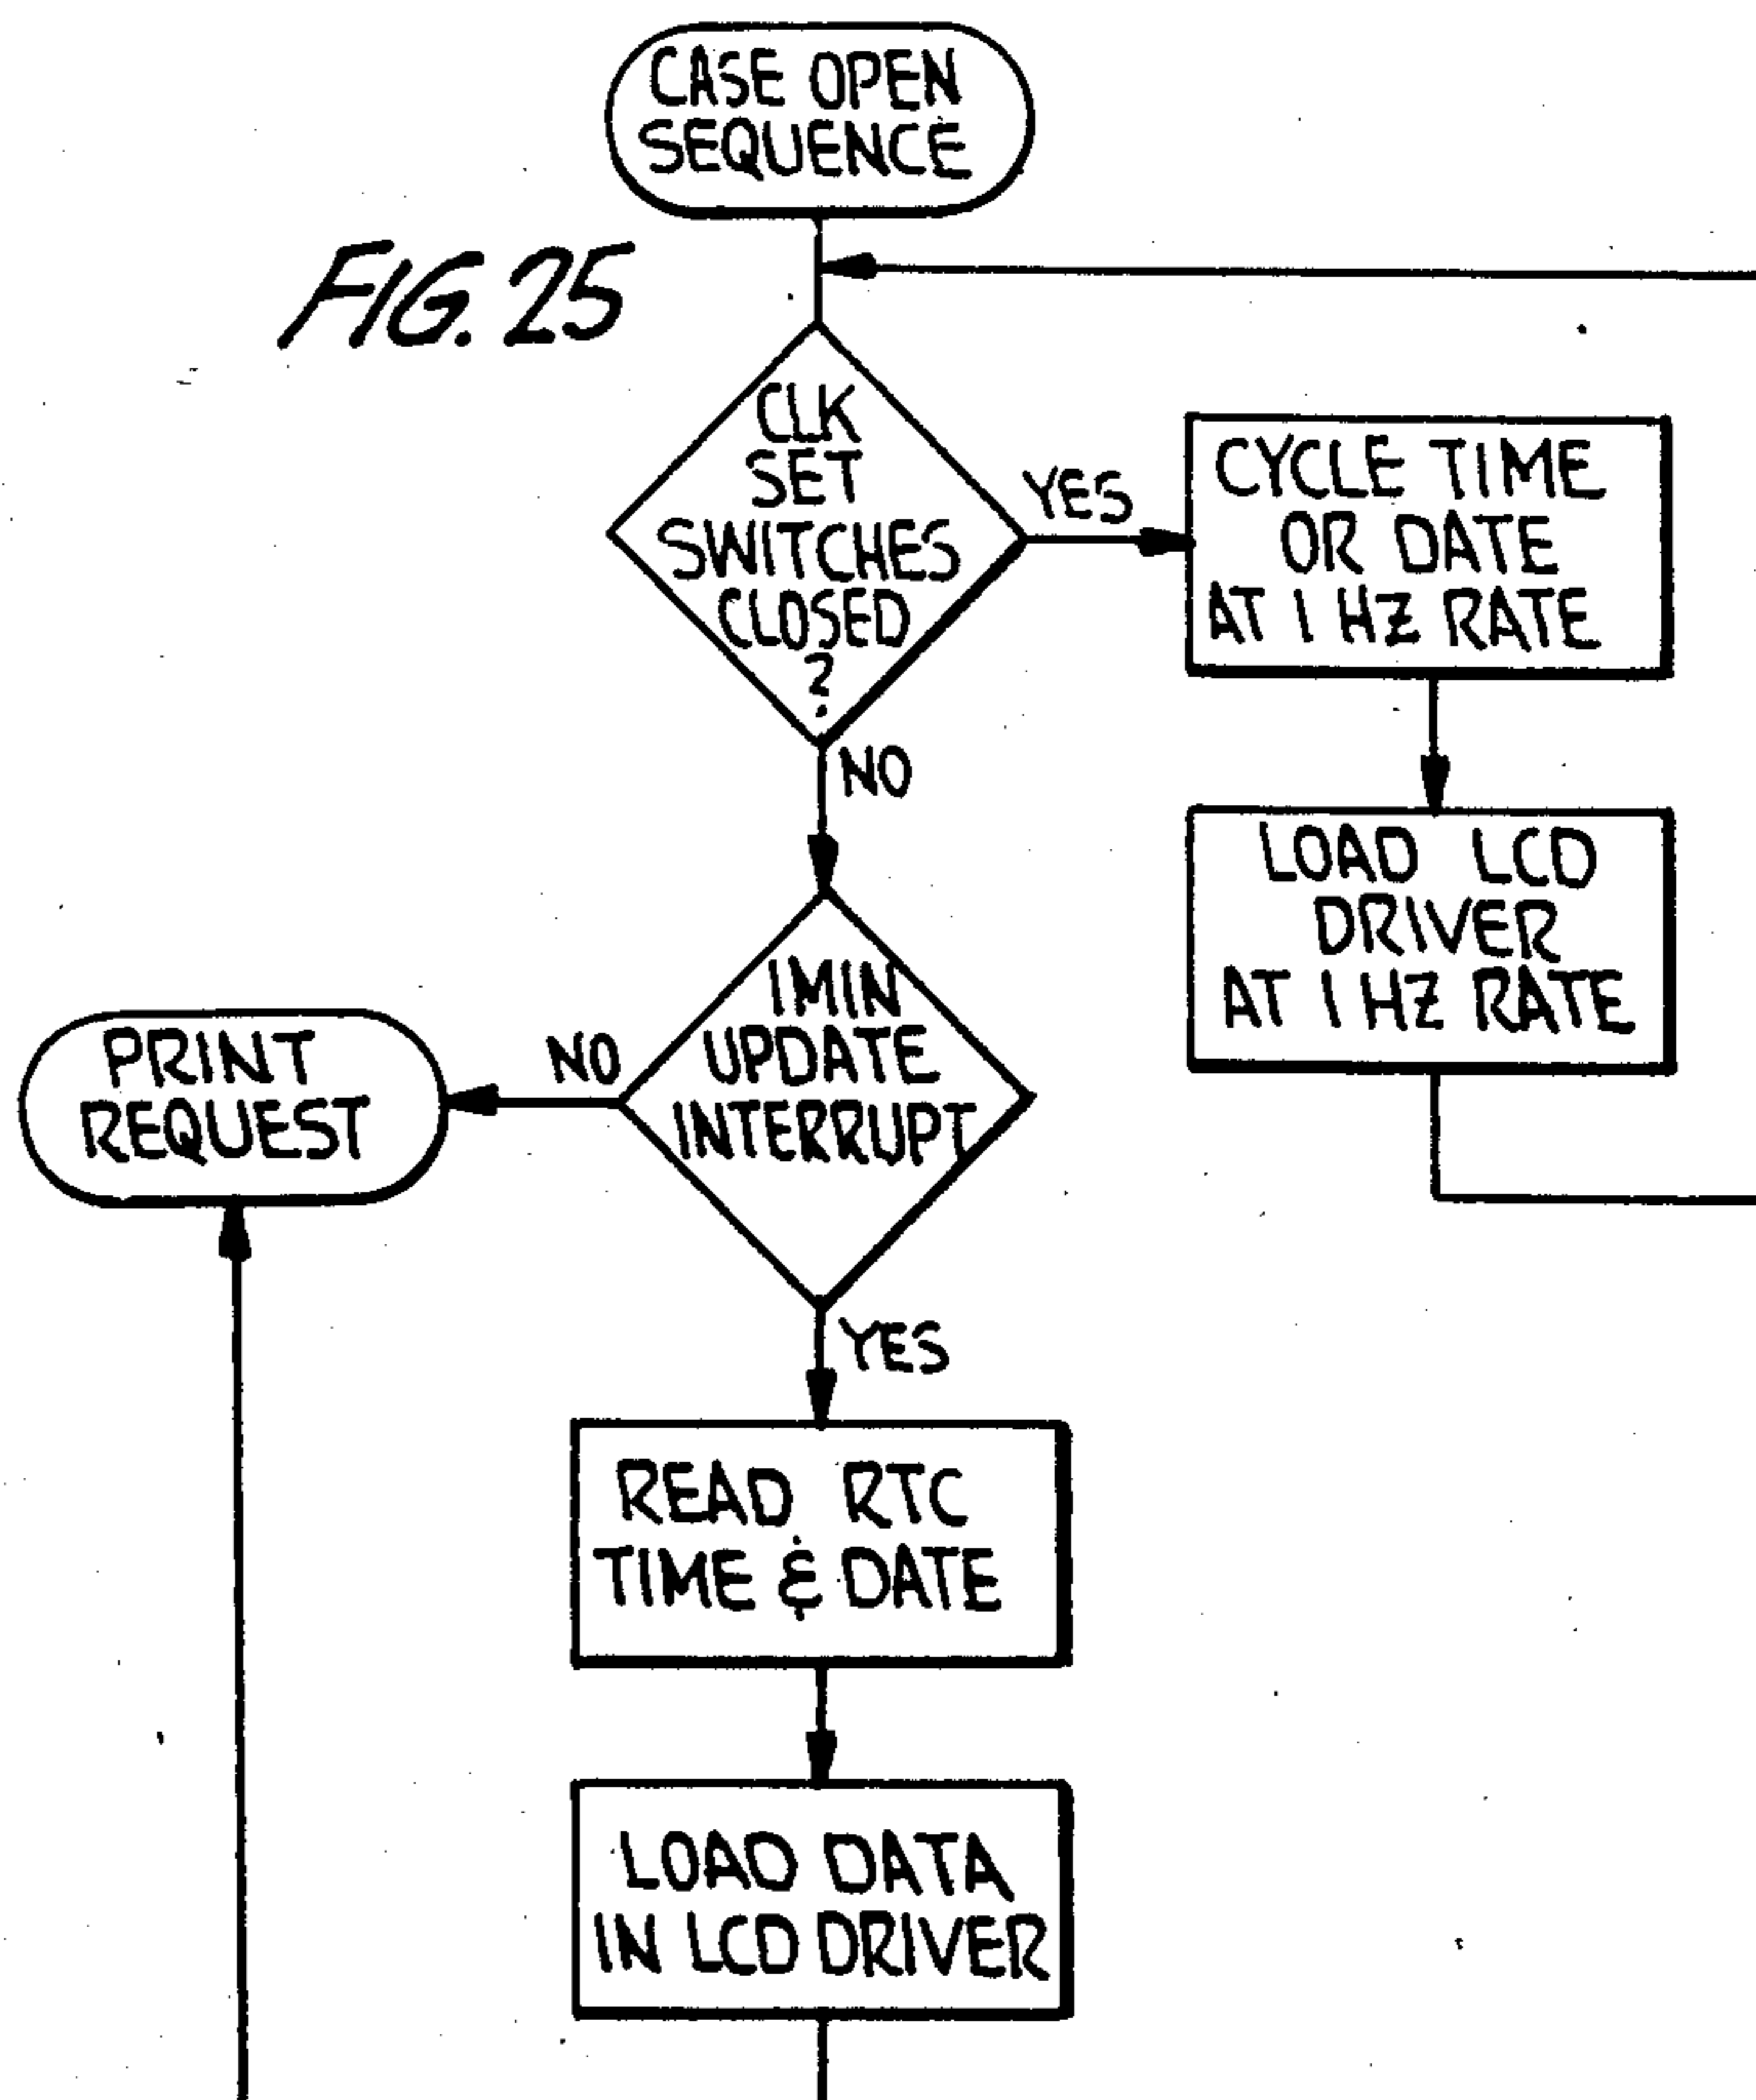 CASE OPEN
SEQUENCE
FIG. 25
CLK
SET
SWITCHES
CLOSED
?
YES
CYCLE TIME
OR DATE
AT 1 HZ RATE
NO
LOAD LCD
DRIVER
AT 1 HZ RATE
1MIN
UPDATE
INTERRUPT
NO
PRINT
REQUEST
YES
READ RTC
TIME & DATE
LOAD DATA
IN LCD DRIVER